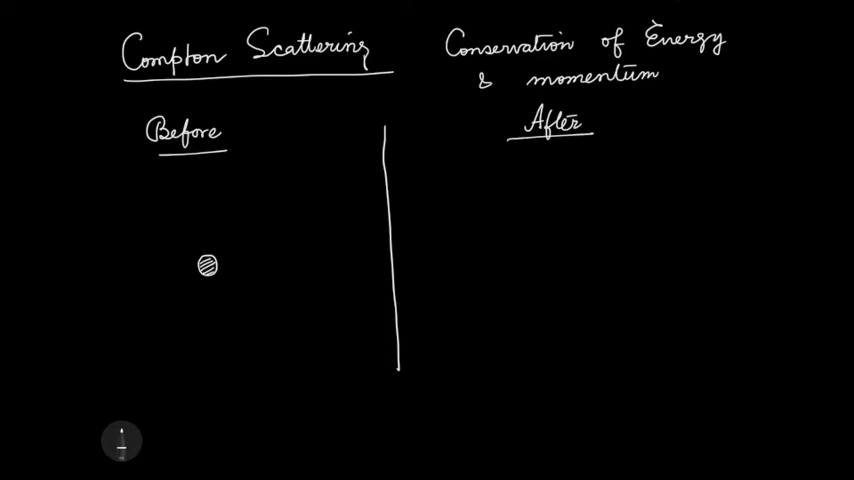 Compton Scattering
Conservation of Energy
& momentum
Before
After